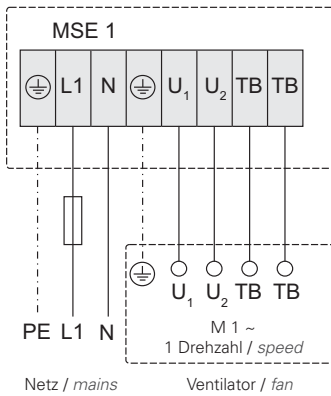 MSE 1
L1 N U₁ U₂ TB TB
U₁ U₂ TB TB
PE L1 N
M 1 ~
1 Drehzahl / speed
Netz / mains Ventilator / fan